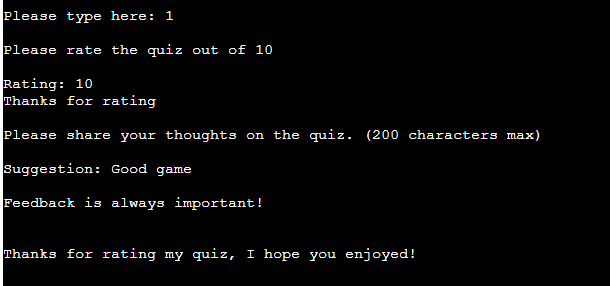 Please type here: 1
Please rate the quiz out of 10
Rating: 10
Thanks for rating
Please share your thoughts on the quiz. (200 characters max)
Suggestion: Good game
Feedback is always important!
Thanks for rating my quiz, I hope you enjoyed!